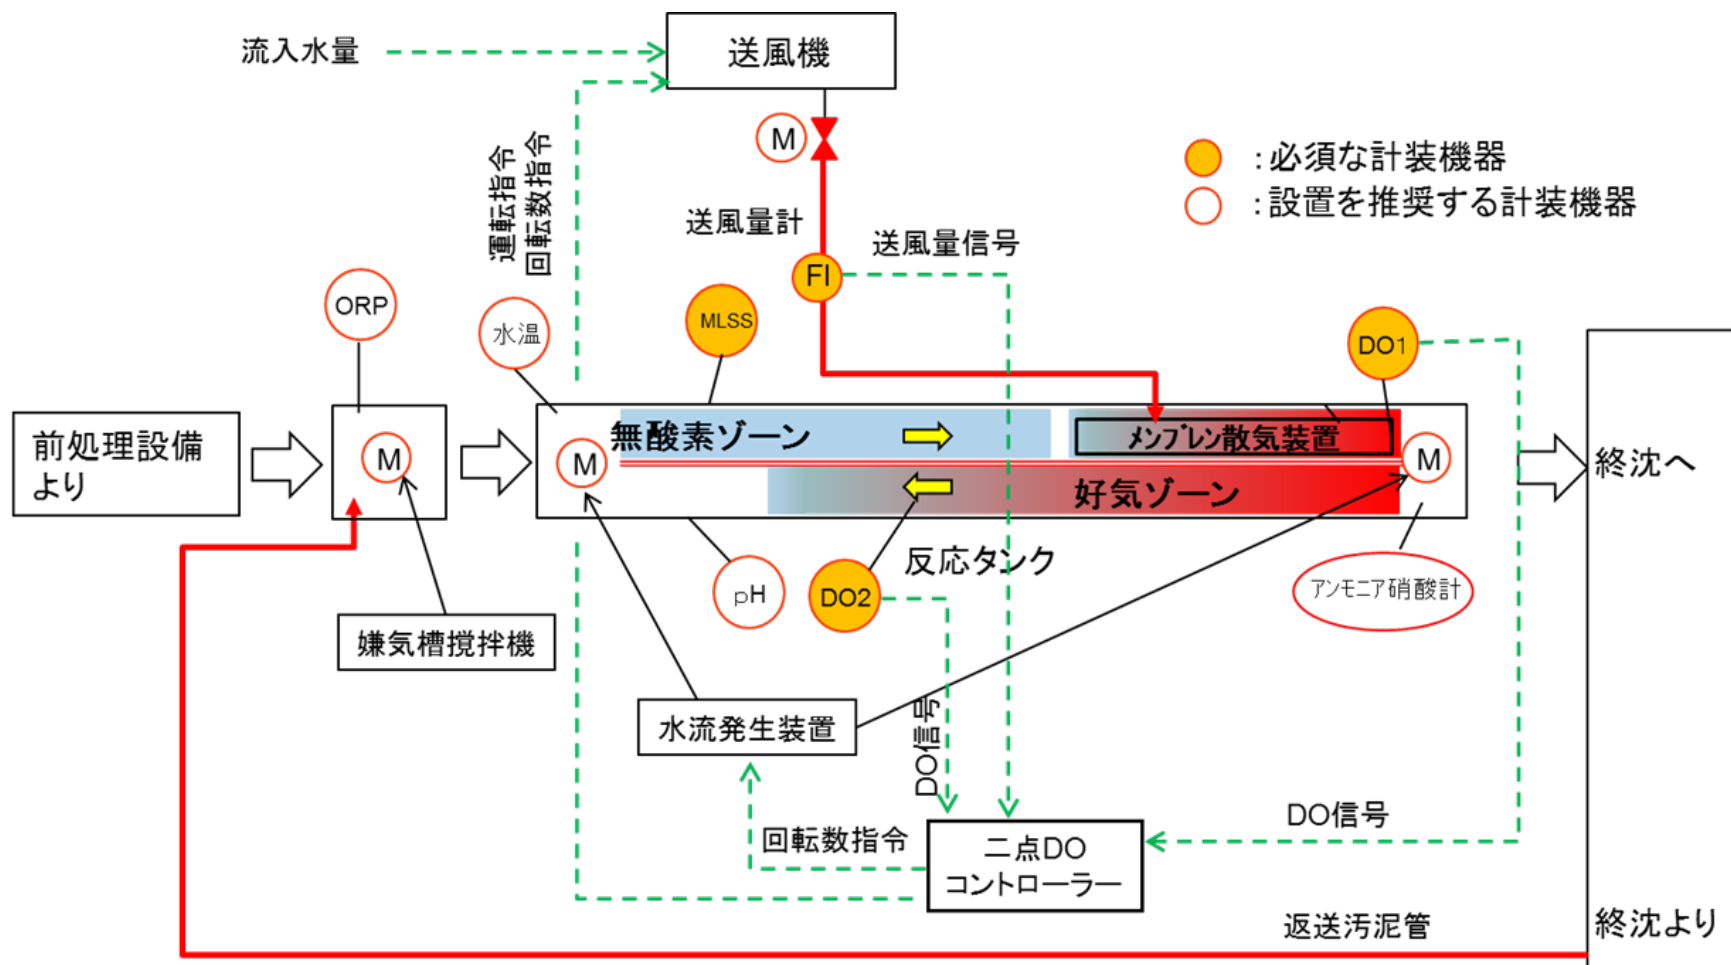 流入水量
送風機
M
:必須な計装機器
:設置を推奨する計装機器
運転指令
回転数指令
送風量計
送風量信号
FI
ORP
水温
MLSS
DO1
前処理設備
より
M
M
無酸素ゾーン
メンブレン散気装置
M
好気ゾーン
終沈へ
反応タンク
pH
DO2
アンモニア硝酸計
嫌気槽撹拌機
水流発生装置
DO信号
DO信号
回転数指令
二点DO
コントローラー
返送汚泥管
終沈より